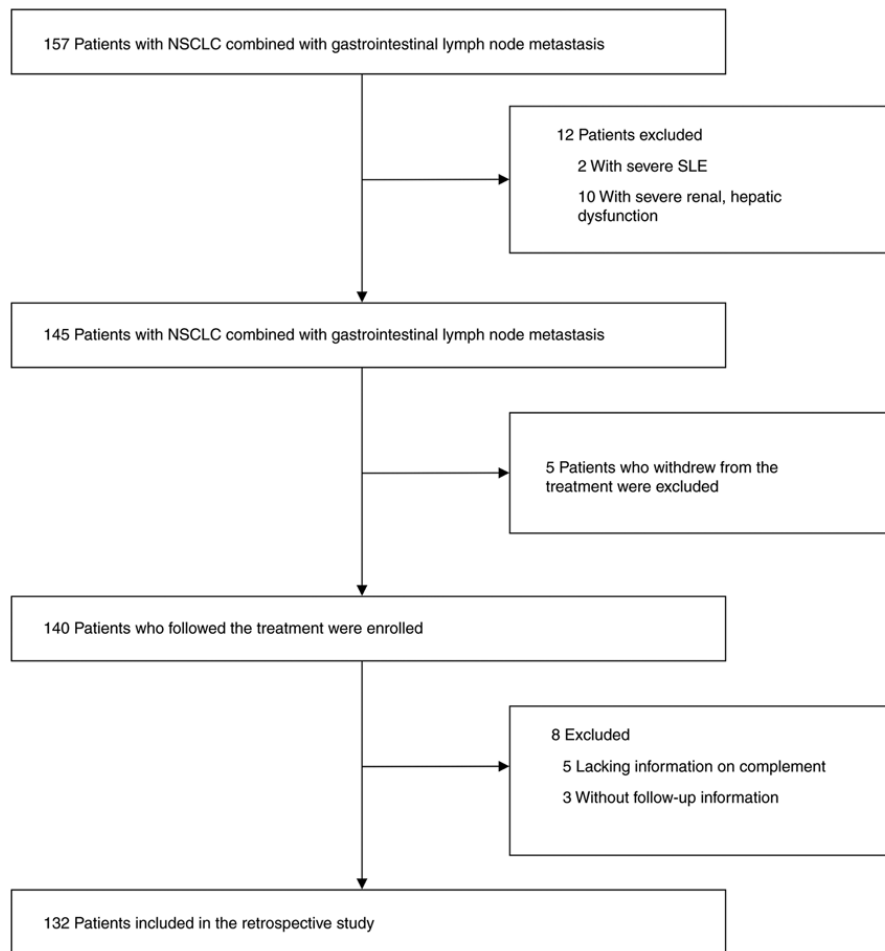 157 Patients with NSCLC combined with gastrointestinal lymph node metastasis
12 Patients excluded
2 With severe SLE
10 With severe renal, hepatic
dysfunction
145 Patients with NSCLC combined with gastrointestinal lymph node metastasis
5 Patients who withdrew from the
treatment were excluded
140 Patients who followed the treatment were enrolled
8 Excluded
5 Lacking information on complement
3 Without follow-up information
132 Patients included in the retrospective study